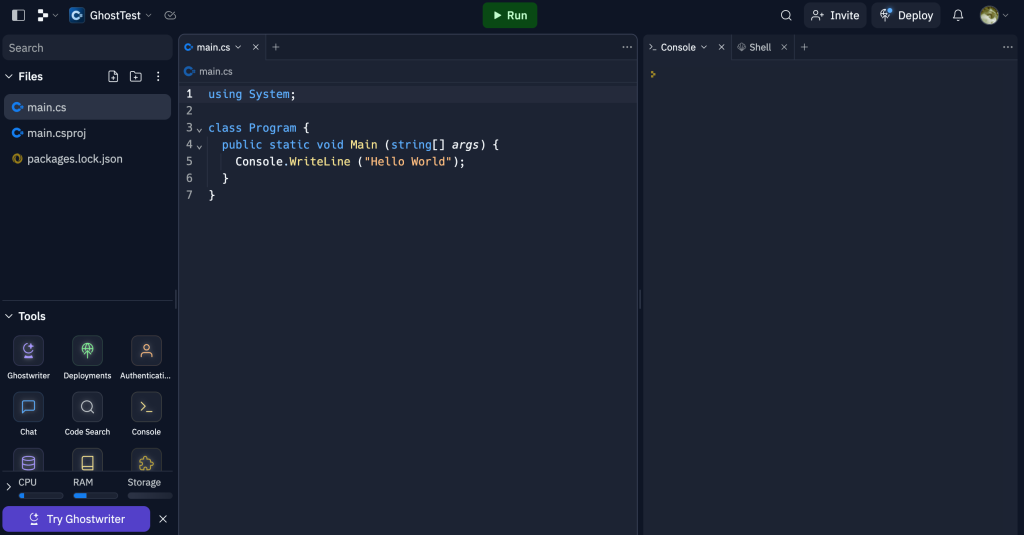 GhostTest
Run
Invite
Deploy
Search
Files
main.cs
main.csproj
packages.lock.json
Tools
Ghostwriter
Deployments
Authenticati...
Chat
Code Search
Console
CPU
RAM
Storage
Try Ghostwriter
main.cs
main.cs
1 using System;
2
3 class Program {
4 public static void Main (string[] args) {
5 Console.WriteLine ("Hello World");
6 }
7 }
Console
Shell